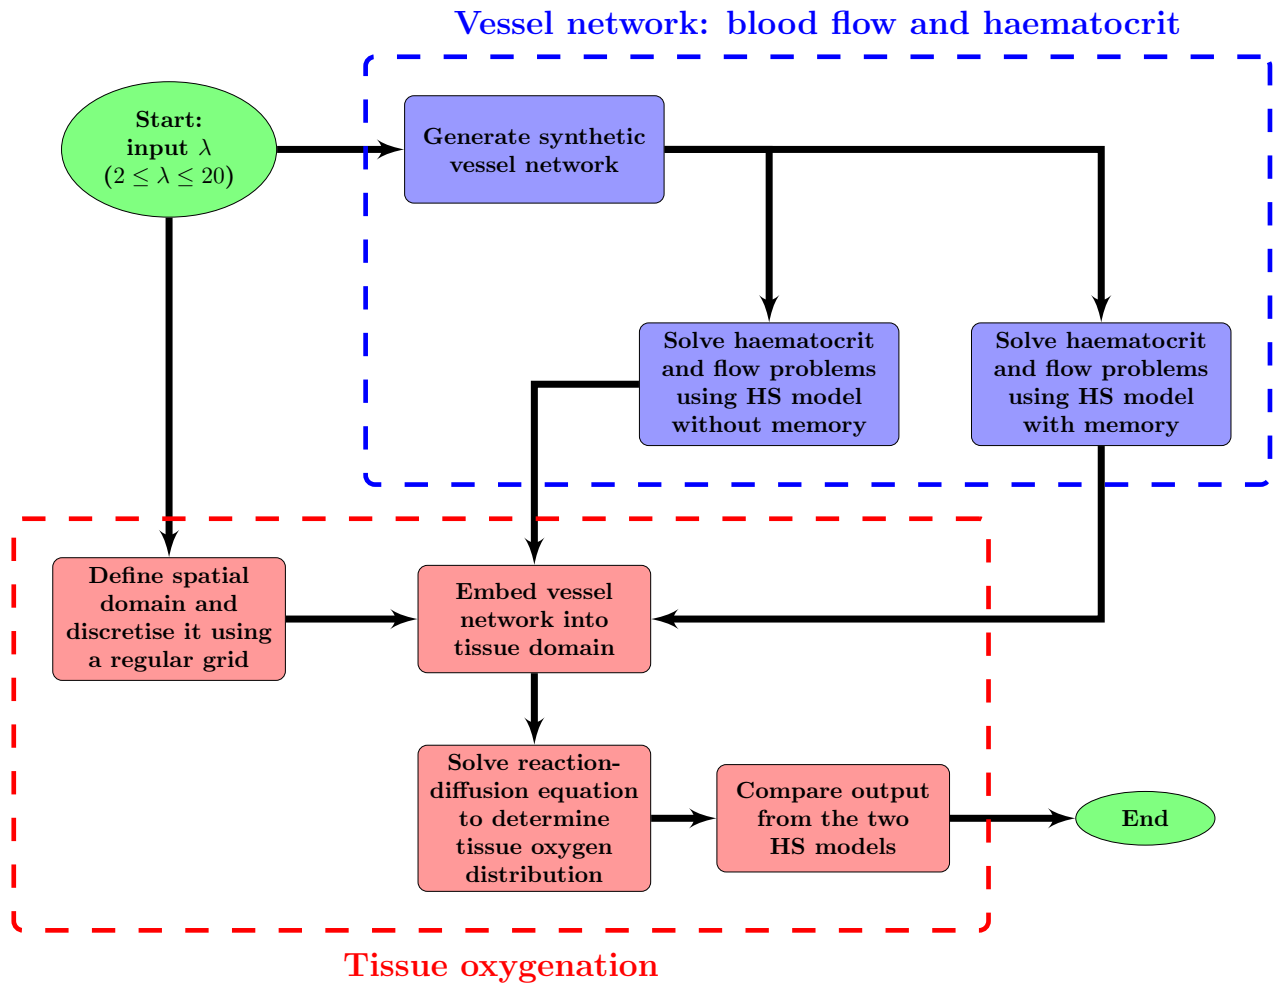 Vessel network: blood flow and haematocrit
Start:
input λ
(2 ≤ λ ≤ 20)
Generate synthetic
vessel network
Solve haematocrit
and flow problems
using HS model
without memory
Solve haematocrit
and flow problems
using HS model
with memory
Define spatial
domain and
discretise it using
a regular grid
Embed vessel
network into
tissue domain
Solve reaction-
diffusion equation
to determine
tissue oxygen
distribution
Compare output
from the two
HS models
End
Tissue oxygenation